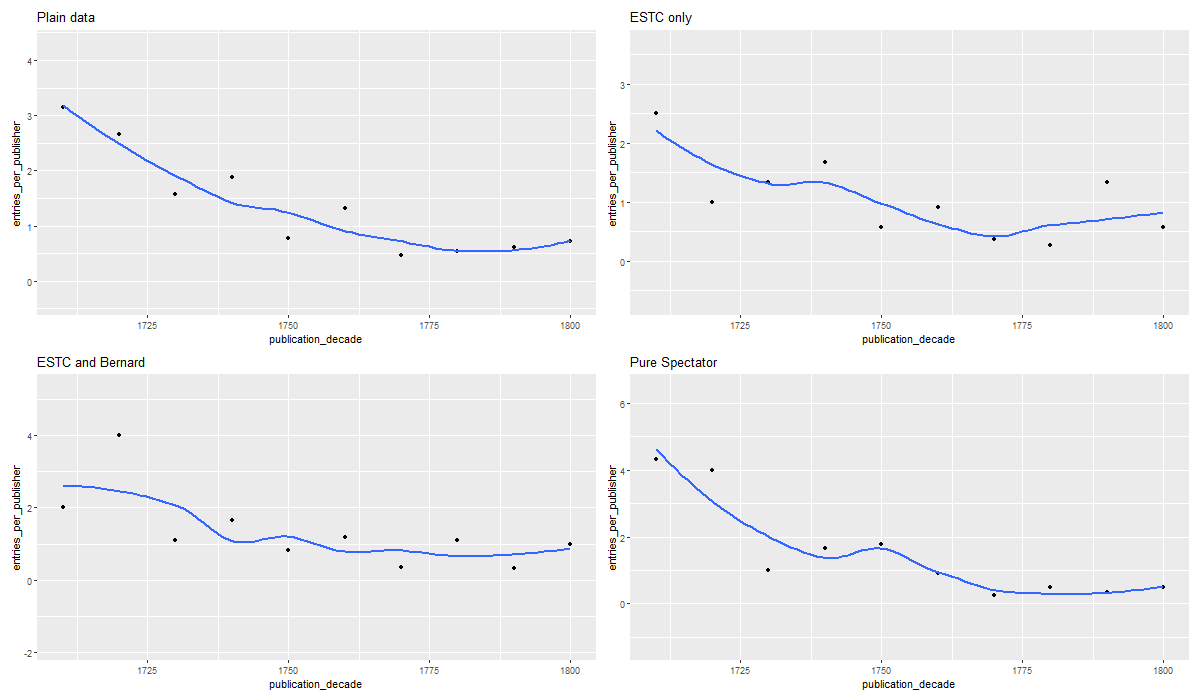 Plain data
4
3
2
1
0
entries_per_publisher
1725
1750
1775
1800
publication_decade
ESTC only
3
2
1
0
entries_per_publisher
1725
1750
1775
1800
publication_decade
ESTC and Bernard
4
2
0
-2
entries_per_publisher
1725
1750
1775
1800
publication_decade
Pure Spectator
6
4
2
0
entries_per_publisher
1725
1750
1775
1800
publication_decade